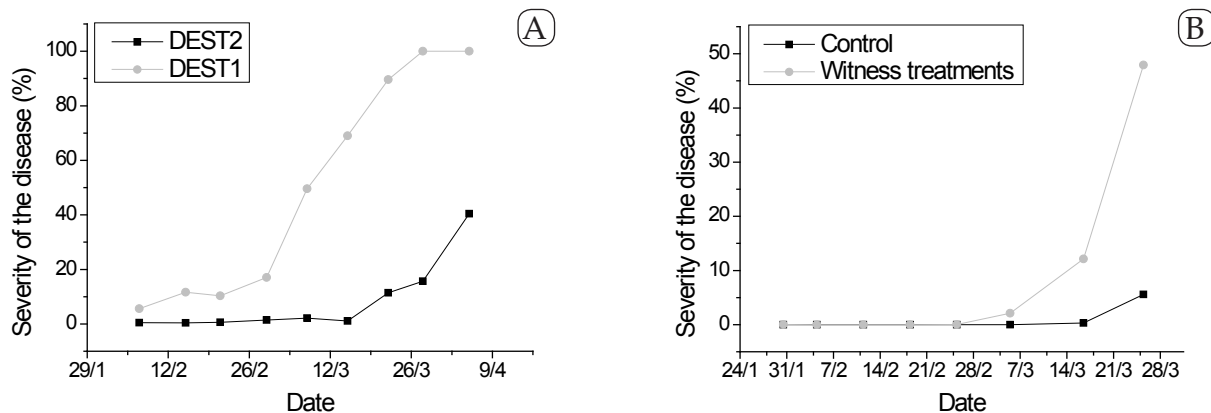 A
DEST2
DEST1
Severity of the disease (%)
100
80
60
40
20
0
29/1 12/2 26/2 12/3 26/3 9/4
Date
B
Control
Witness treatments
Severity of the disease (%)
50
40
30
20
10
0
24/1 31/1 7/2 14/2 21/2 28/2 7/3 14/3 21/3 28/3
Date